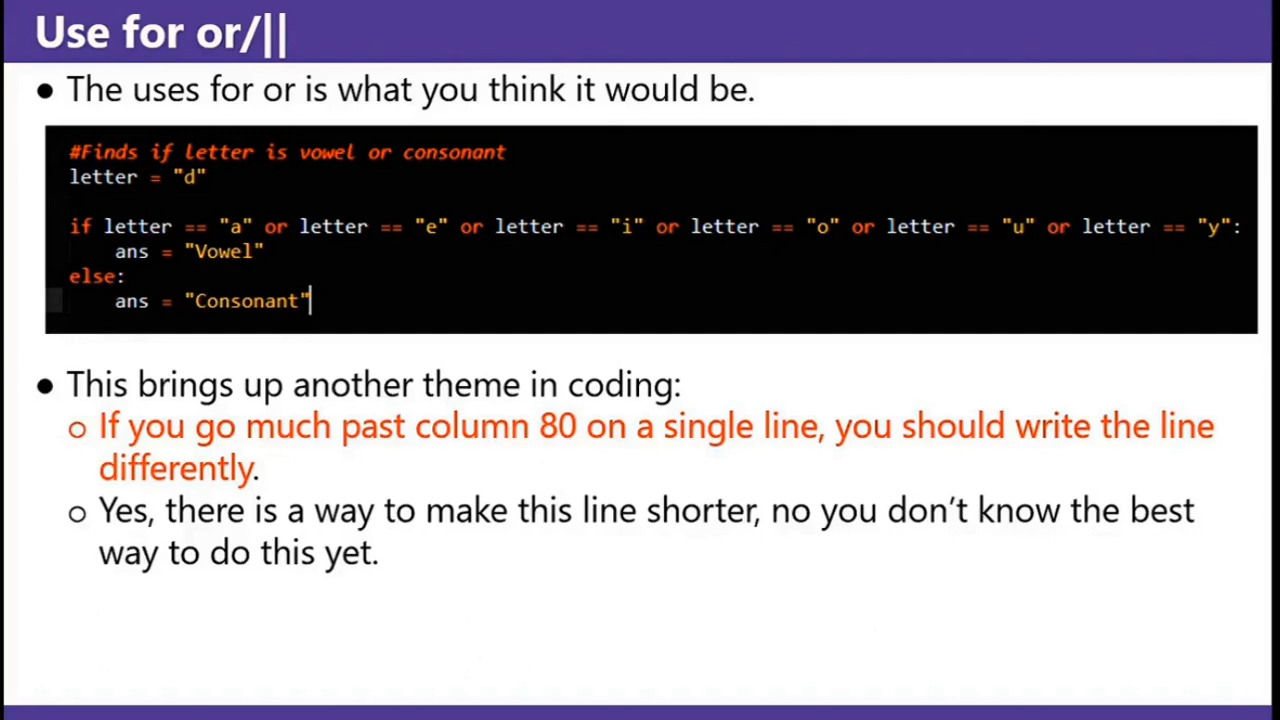 Use for or/||
● The uses for or is what you think it would be.
#Finds if letter is vowel or consonant
letter = "d"
if letter == "a" or letter == "e" or letter == "i" or letter == "o" or letter == "u" or letter == "y":
ans = "Vowel"
else:
ans = "Consonant"
● This brings up another theme in coding:
○ If you go much past column 80 on a single line, you should write the line
differently.
○ Yes, there is a way to make this line shorter, no you don’t know the best
way to do this yet.